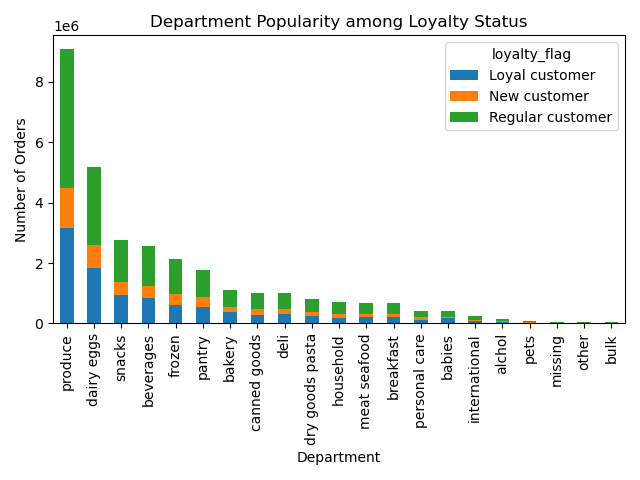 Department Popularity among Loyalty Status
1e6
loyalty_flag
Loyal customer
New customer
Regular customer
8
6
4
2
0
Number of Orders
produce
dairy eggs
snacks
beverages
frozen
pantry
bakery
canned goods
deli
dry goods pasta
household
meat seafood
breakfast
personal care
babies
international
alchol
pets
missing
other
bulk
Department